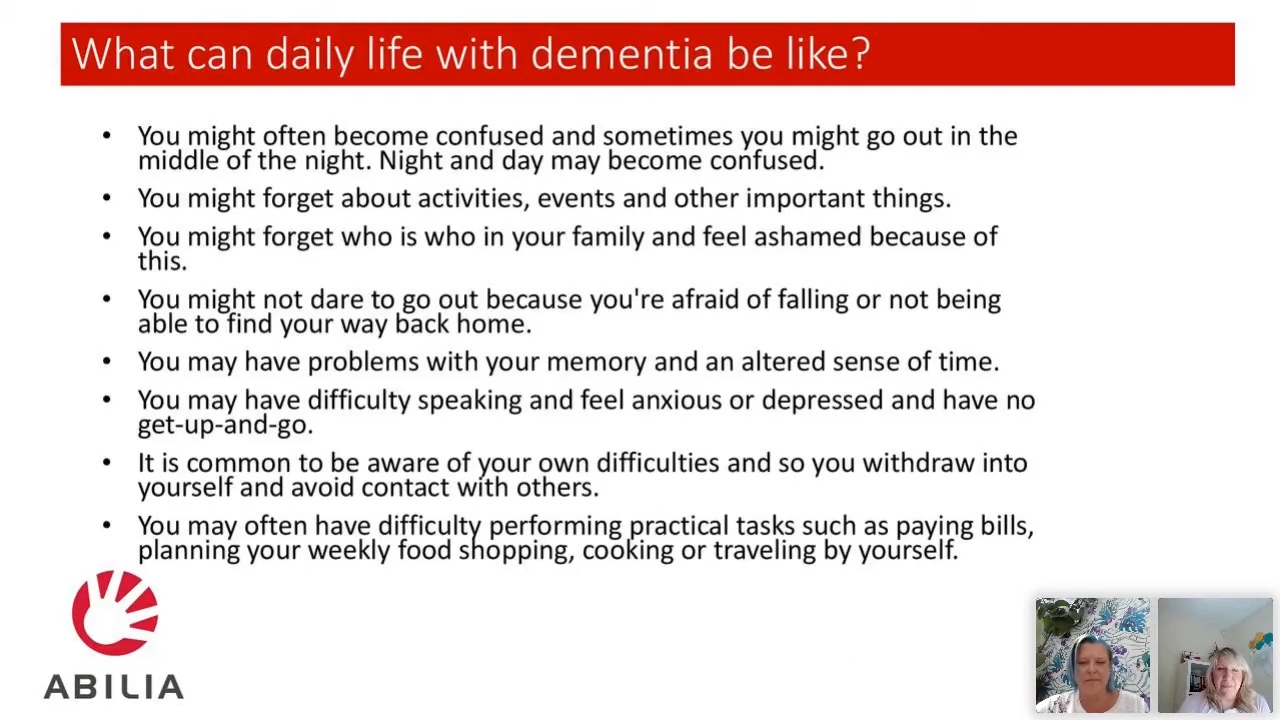 What can daily life with dementia be like?
• You might often become confused and sometimes you might go out in the
middle of the night. Night and day may become confused.
• You might forget about activities, events and other important things.
• You might forget who is who in your family and feel ashamed because of
this.
• You might not dare to go out because you're afraid of falling or not being
able to find your way back home.
• You may have problems with your memory and an altered sense of time.
• You may have difficulty speaking and feel anxious or depressed and have no
get-up-and-go.
• It is common to be aware of your own difficulties and so you withdraw into
yourself and avoid contact with others.
• You may often have difficulty performing practical tasks such as paying bills,
planning your weekly food shopping, cooking or traveling by yourself.
ABILIA